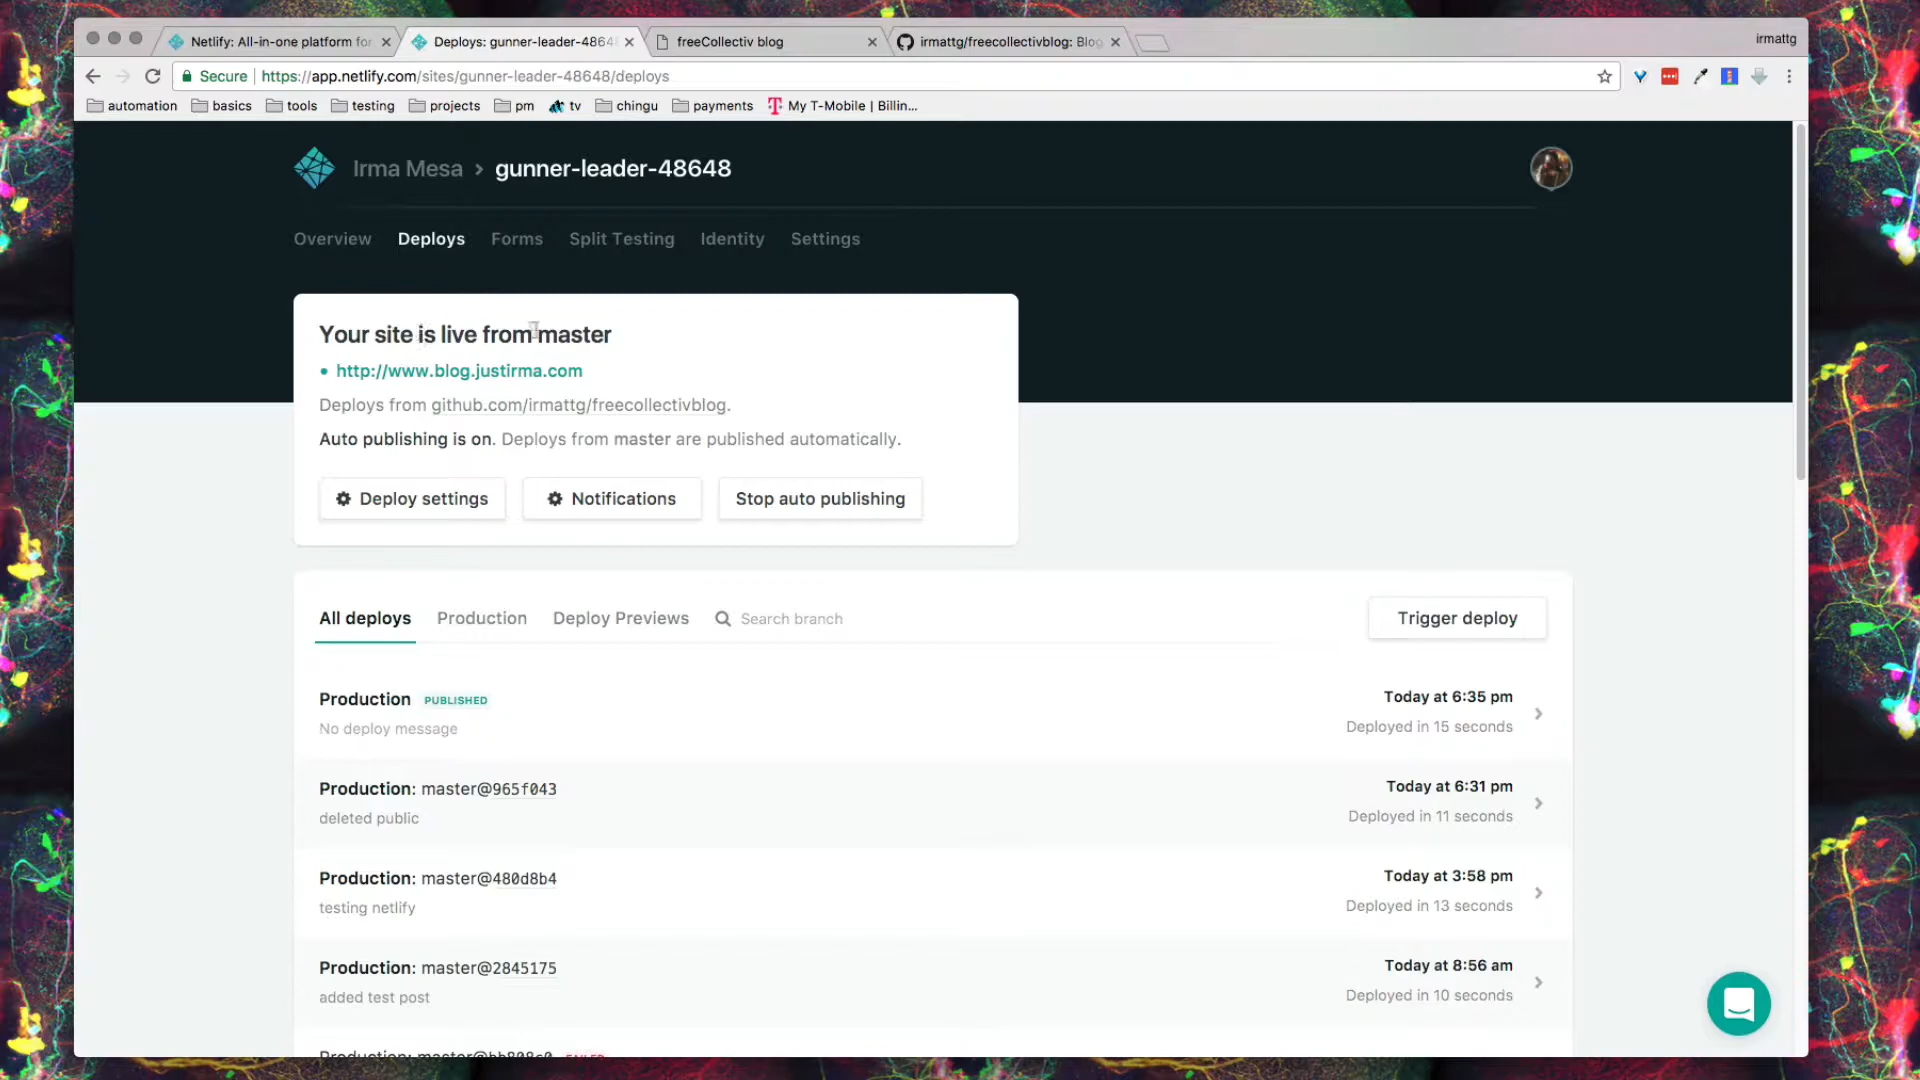 Netlify: All-in-one platform for
Deploys: gunner-leader-4864
freeCollectiv blog
irmattg/freecollectivblog: Blog
irmattg
Secure https://app.netlify.com/sites/gunner-leader-48648/deploys
automation basics tools testing projects pm tv chingu payments My T-Mobile | Billin...
Irma Mesa > gunner-leader-48648
Overview Deploys Forms Split Testing Identity Settings
Your site is live from master
• http://www.blog.justirma.com
Deploys from github.com/irmattg/freecollectivblog.
Auto publishing is on. Deploys from master are published automatically.
Deploy settings Notifications Stop auto publishing
All deploys Production Deploy Previews Search branch Trigger deploy
Production PUBLISHED Today at 6:35 pm
No deploy message Deployed in 15 seconds
Production: master@965f043 Today at 6:31 pm
deleted public Deployed in 11 seconds
Production: master@480d8b4 Today at 3:58 pm
testing netlify Deployed in 13 seconds
Production: master@2845175 Today at 8:56 am
added test post Deployed in 10 seconds
Production: